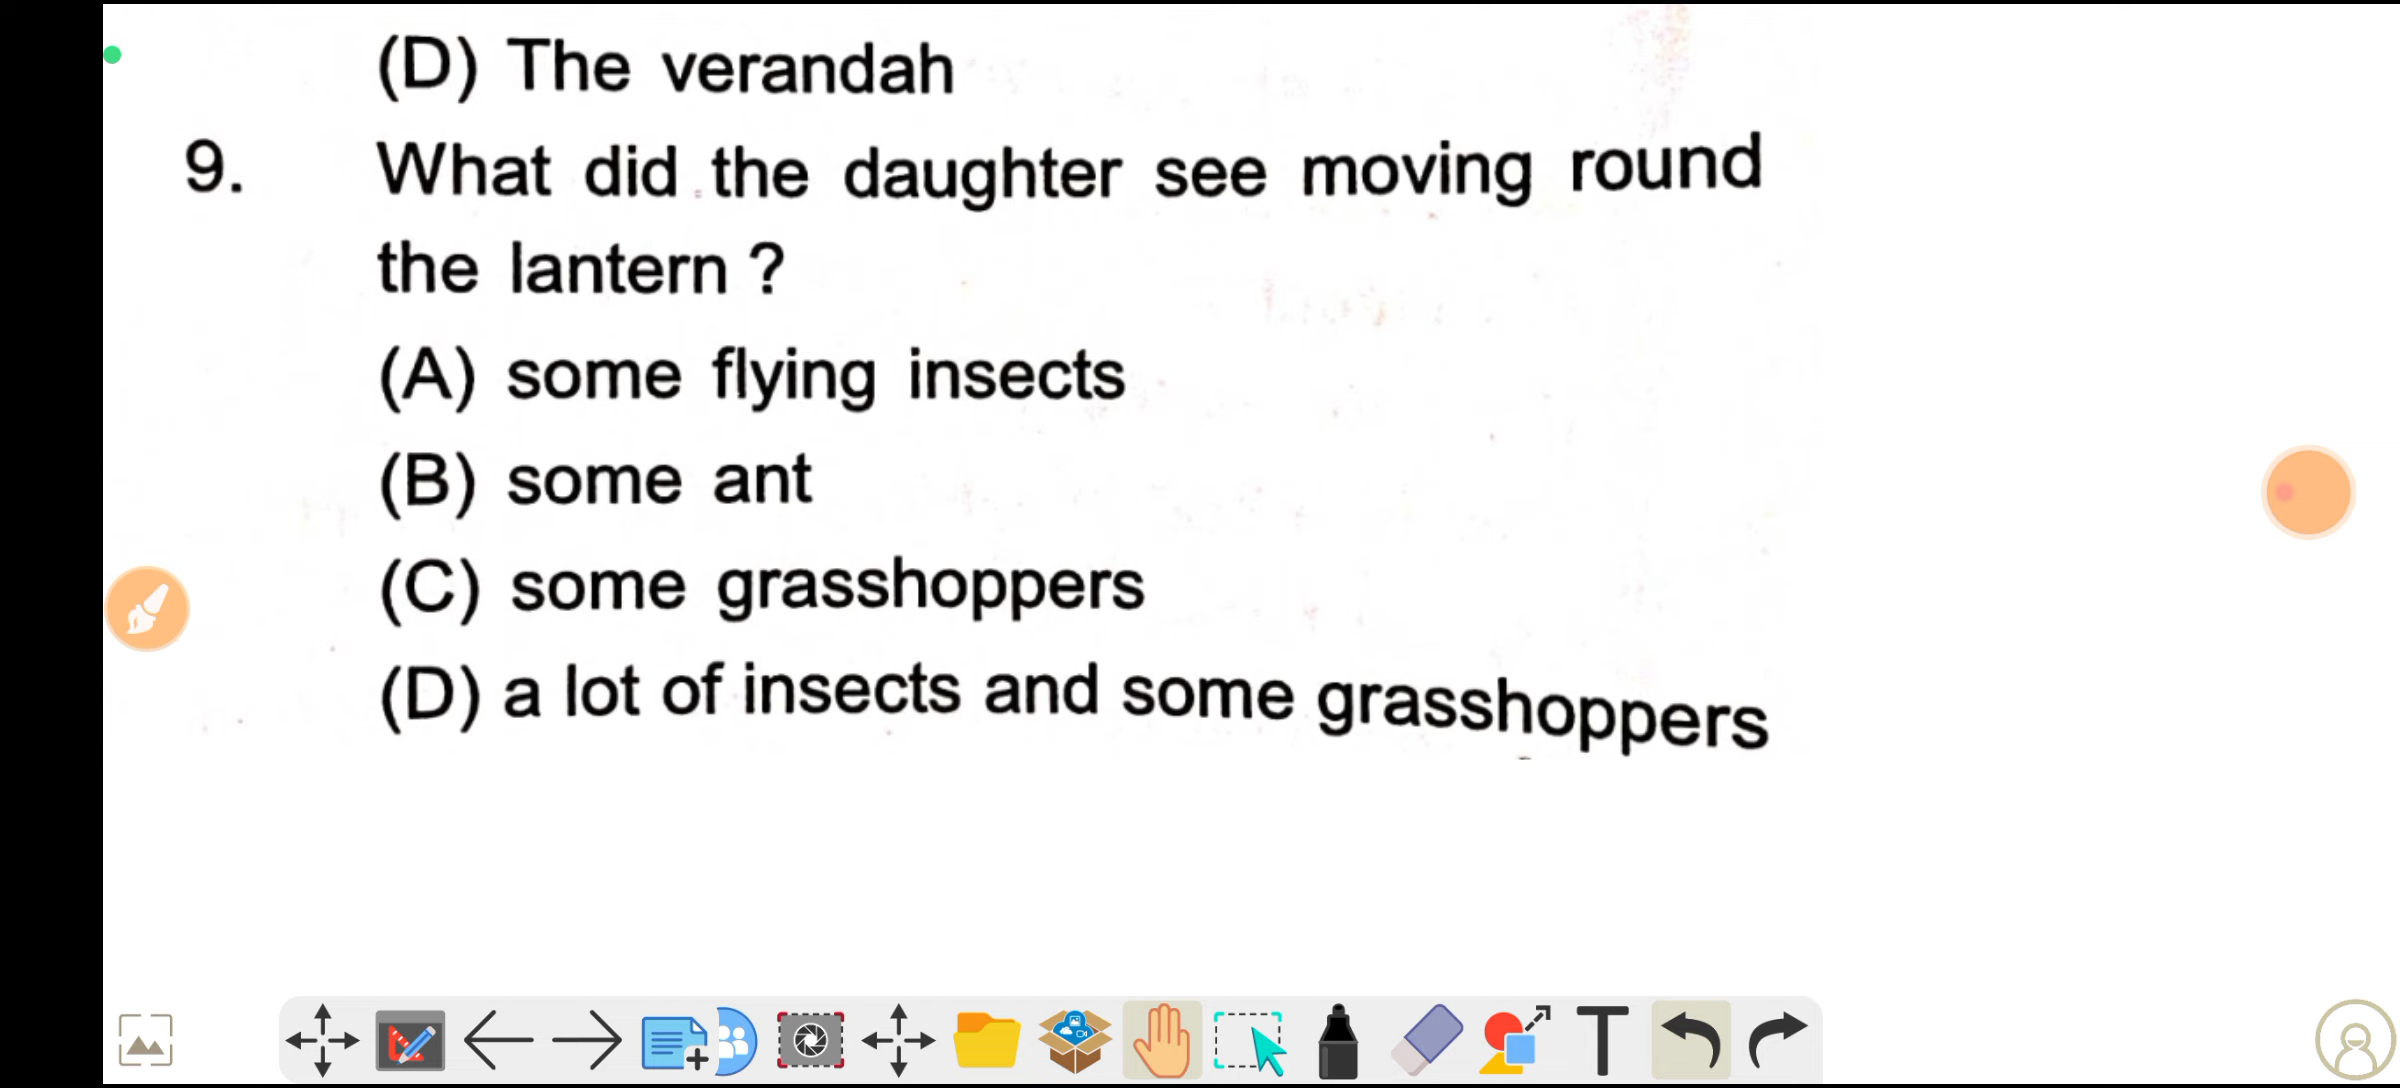 (D) The verandah
9. What did the daughter see moving round
the lantern ?
(A) some flying insects
(B) some ant
(C) some grasshoppers
(D) a lot of insects and some grasshoppers